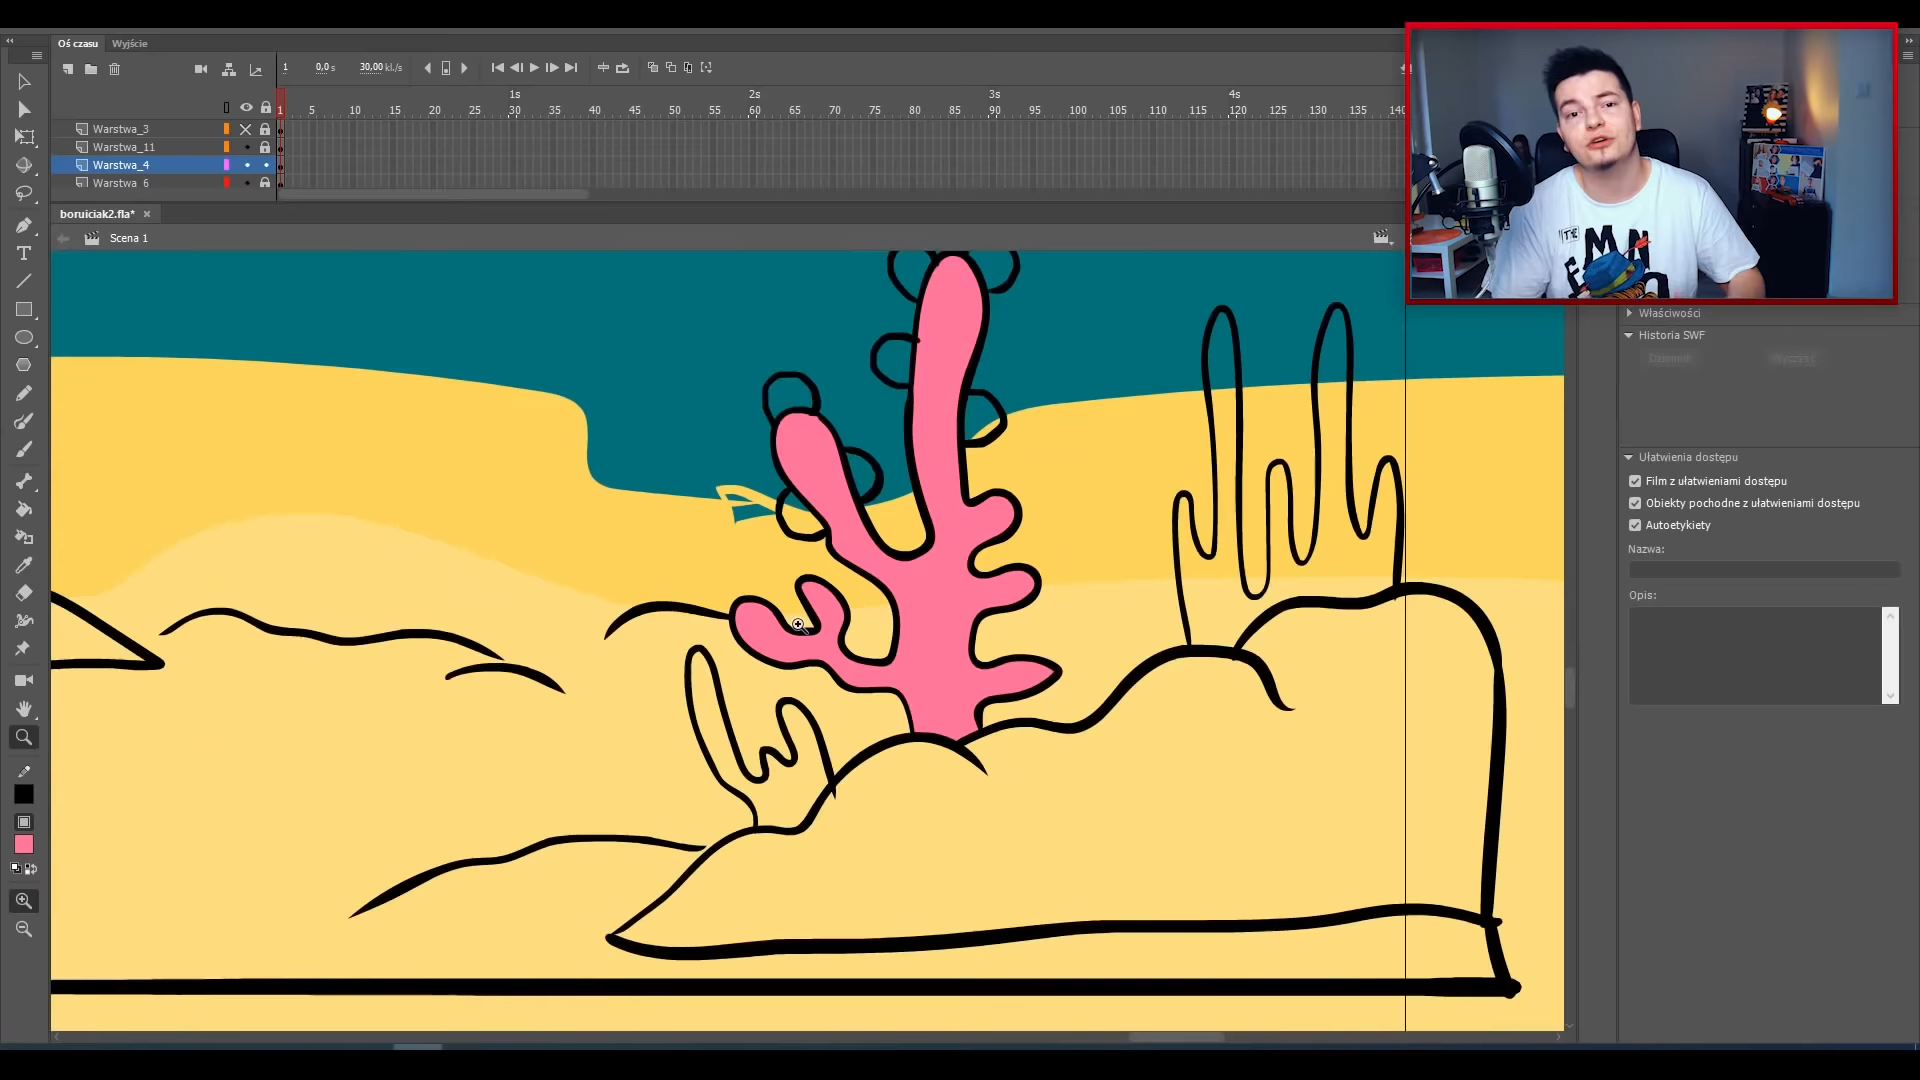 Oś czasu Wyjście
1 0,0 s 30,00 kl./s
1s 2s 3s 4s
1 5 10 15 20 25 30 35 40 45 50 55 60 65 70 75 80 85 90 95 100 105 110 115 120 125 130 135 140
Warstwa_3
Warstwa_11
Warstwa_4
Warstwa_6
boruiciak2.fla*
Scena 1
Właściwości
Historia SWF
Dziennik Wyczyść
Ułatwienia dostępu
Film z ułatwieniami dostępu
Obiekty pochodne z ułatwieniami dostępu
Autoetykiety
Nazwa:
Opis: